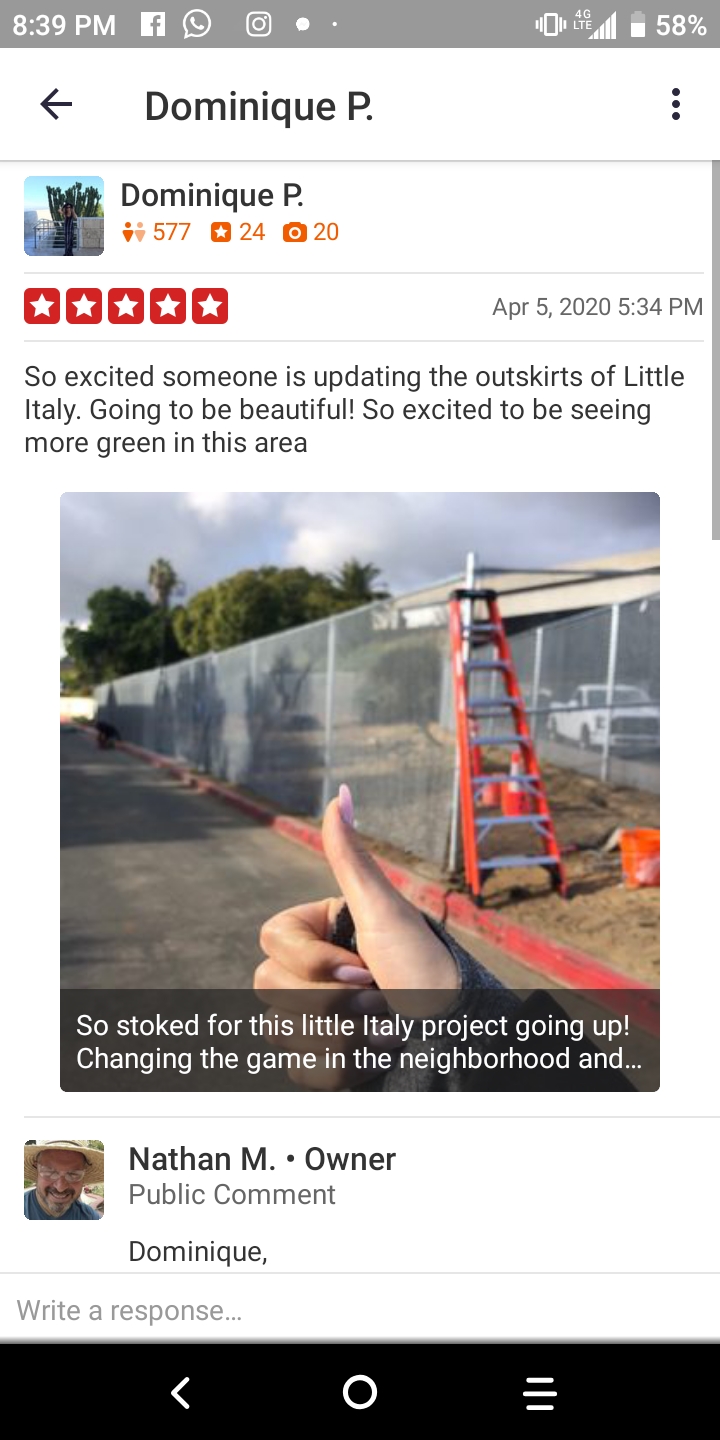 8:39 PM
4G
LTE
58%
Dominique P.
Dominique P.
577 24 20
Apr 5, 2020 5:34 PM
So excited someone is updating the outskirts of Little
Italy. Going to be beautiful! So excited to be seeing
more green in this area
So stoked for this little Italy project going up!
Changing the game in the neighborhood and...
Nathan M. • Owner
Public Comment
Dominique,
Write a response...